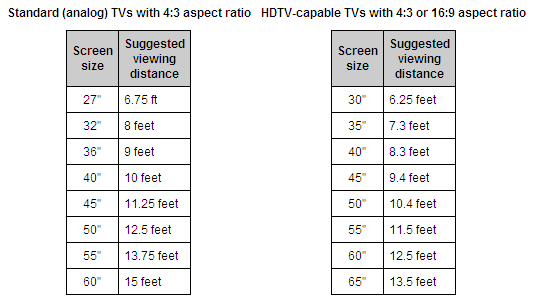 Standard (analog) TVs with 4:3 aspect ratio
Screen size Suggested viewing distance
27" 6.75 ft
32" 8 feet
36" 9 feet
40" 10 feet
45" 11.25 feet
50" 12.5 feet
55" 13.75 feet
60" 15 feet
HDTV-capable TVs with 4:3 or 16:9 aspect ratio
Screen size Suggested viewing distance
30" 6.25 feet
35" 7.3 feet
40" 8.3 feet
45" 9.4 feet
50" 10.4 feet
55" 11.5 feet
60" 12.5 feet
65" 13.5 feet